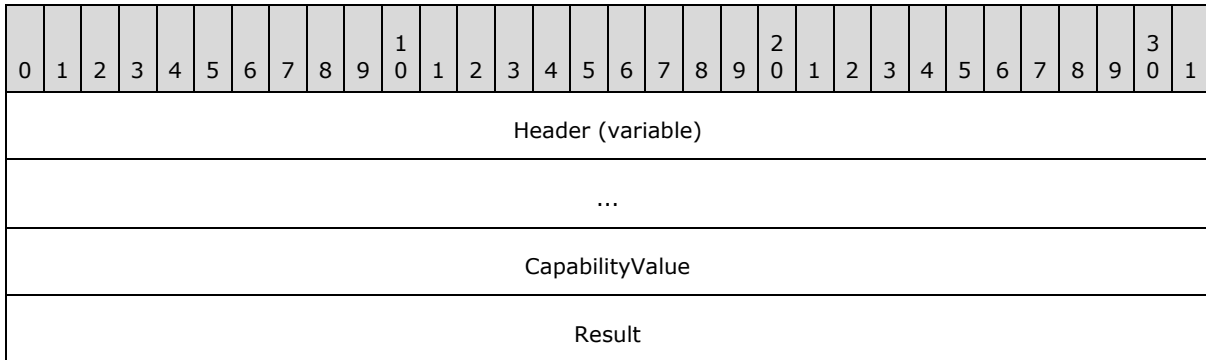 1 2 3
0 1 2 3 4 5 6 7 8 9 0 1 2 3 4 5 6 7 8 9 0 1 2 3 4 5 6 7 8 9 0 1
Header (variable)
...
CapabilityValue
Result